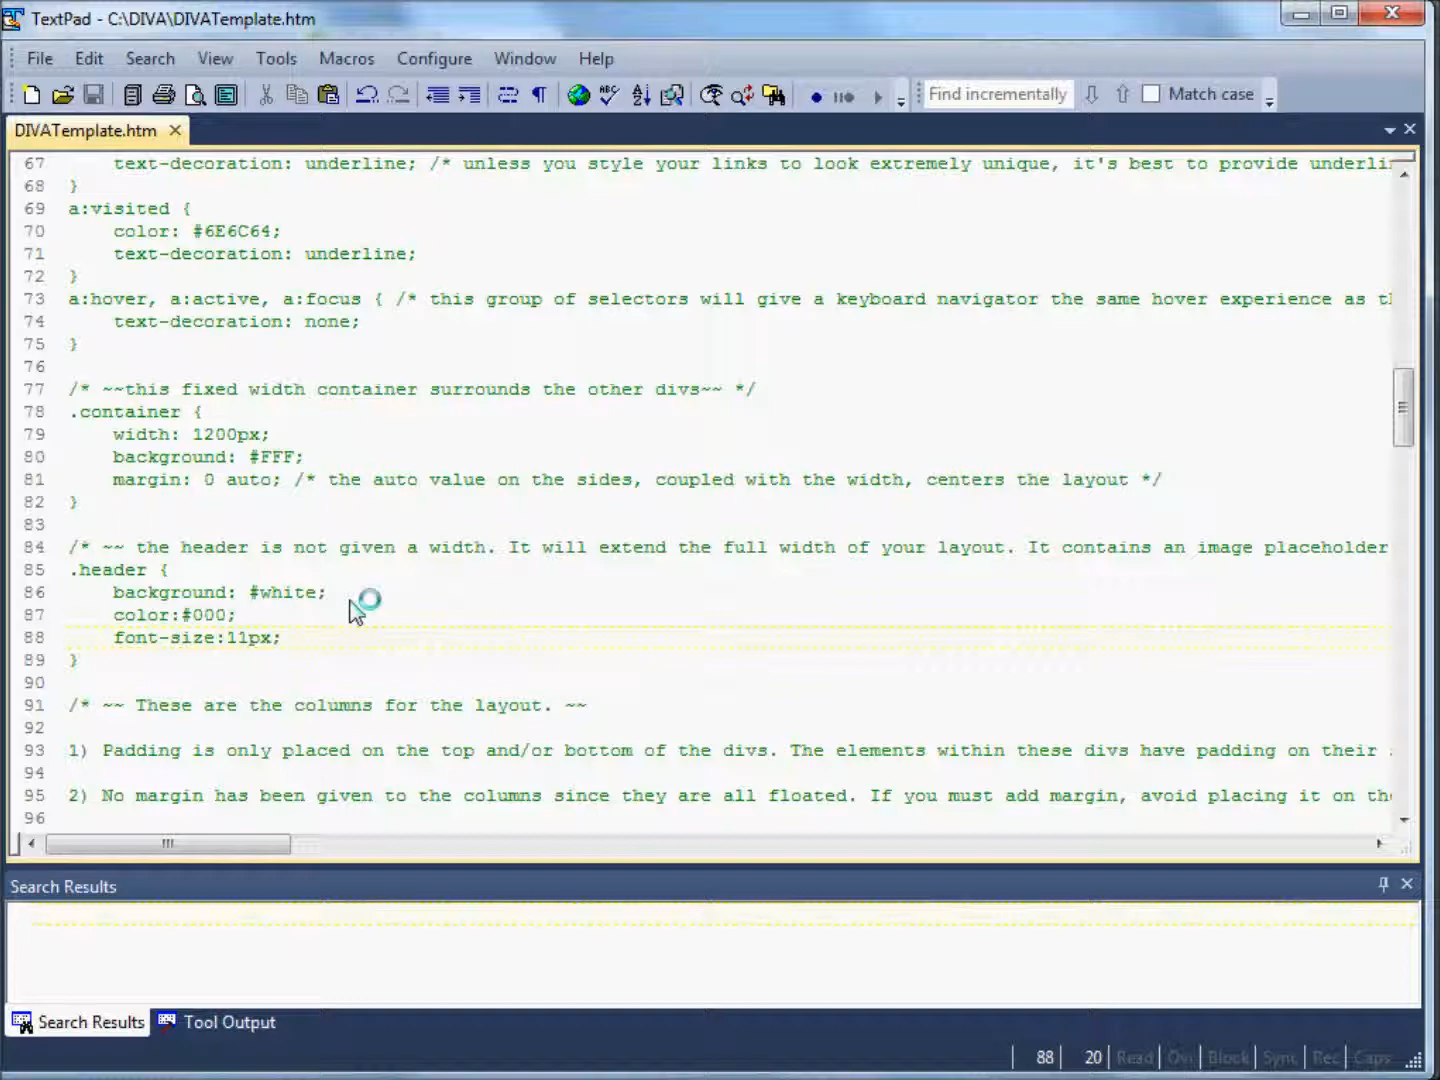 TextPad - C:\DIVA\DIVATemplate.htm
File Edit Search View Tools Macros Configure Window Help
Find incrementally Match case
DIVATemplate.htm
67 text-decoration: underline; /* unless you style your links to look extremely unique, it's best to provide underli
68 }
69 a:visited {
70 color: #6E6C64;
71 text-decoration: underline;
72 }
73 a:hover, a:active, a:focus { /* this group of selectors will give a keyboard navigator the same hover experience as t
74 text-decoration: none;
75 }
76
77 /* ~~this fixed width container surrounds the other divs~~ */
78 .container {
79 width: 1200px;
80 background: #FFF;
81 margin: 0 auto; /* the auto value on the sides, coupled with the width, centers the layout */
82 }
83
84 /* ~~ the header is not given a width. It will extend the full width of your layout. It contains an image placeholder
85 .header {
86 background: #white;
87 color:#000;
88 font-size:11px;
89 }
90
91 /* ~~ These are the columns for the layout. ~~
92
93 1) Padding is only placed on the top and/or bottom of the divs. The elements within these divs have padding on their
94
95 2) No margin has been given to the columns since they are all floated. If you must add margin, avoid placing it on th
96
Search Results
Search Results Tool Output
88 20 Read Ovr Block Sync Rec Caps